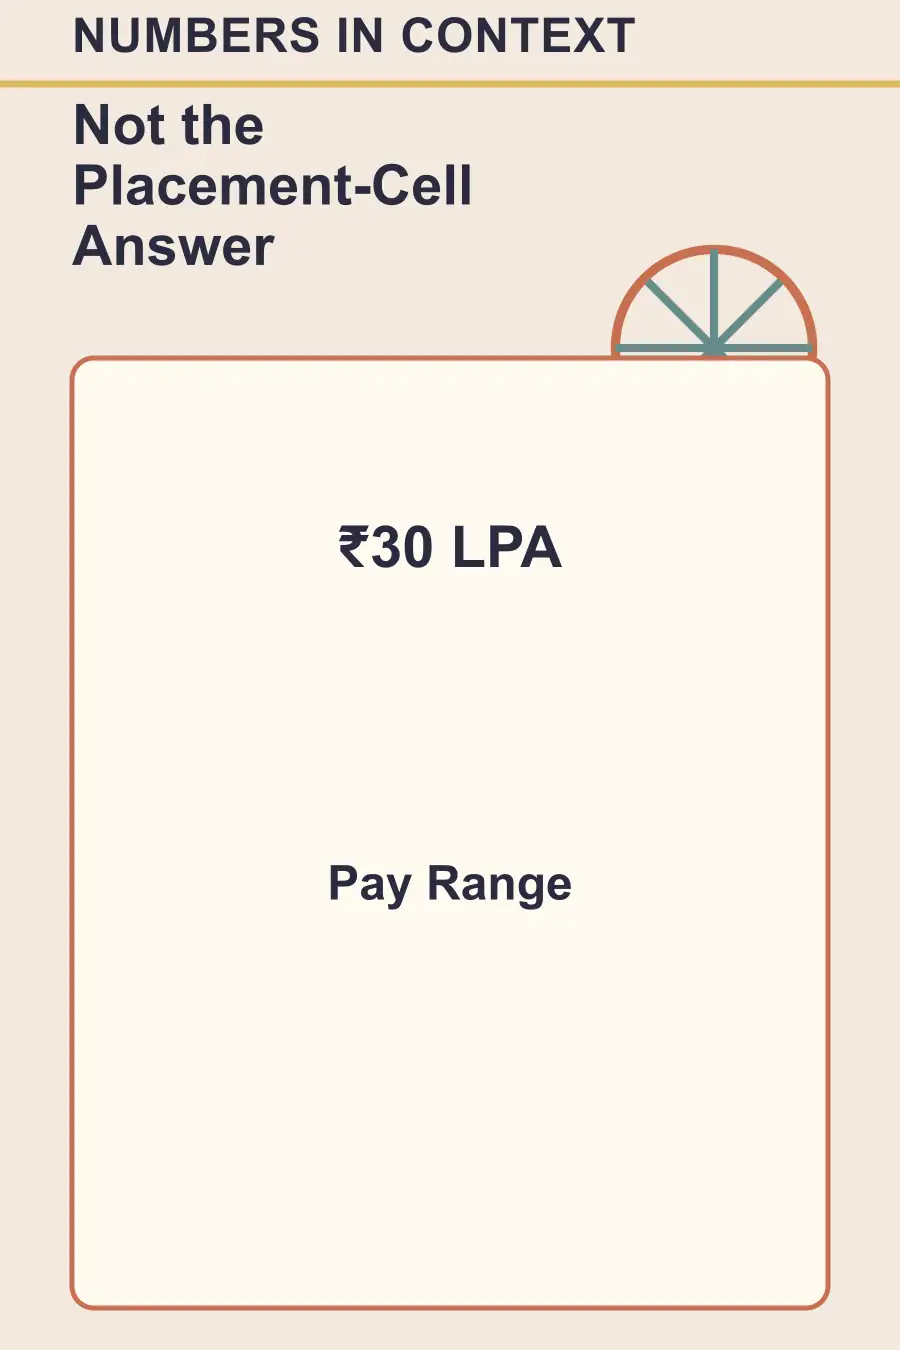 NUMBERS IN CONTEXT
Not the
Placement-Cell
Answer
₹30 LPA
Pay Range